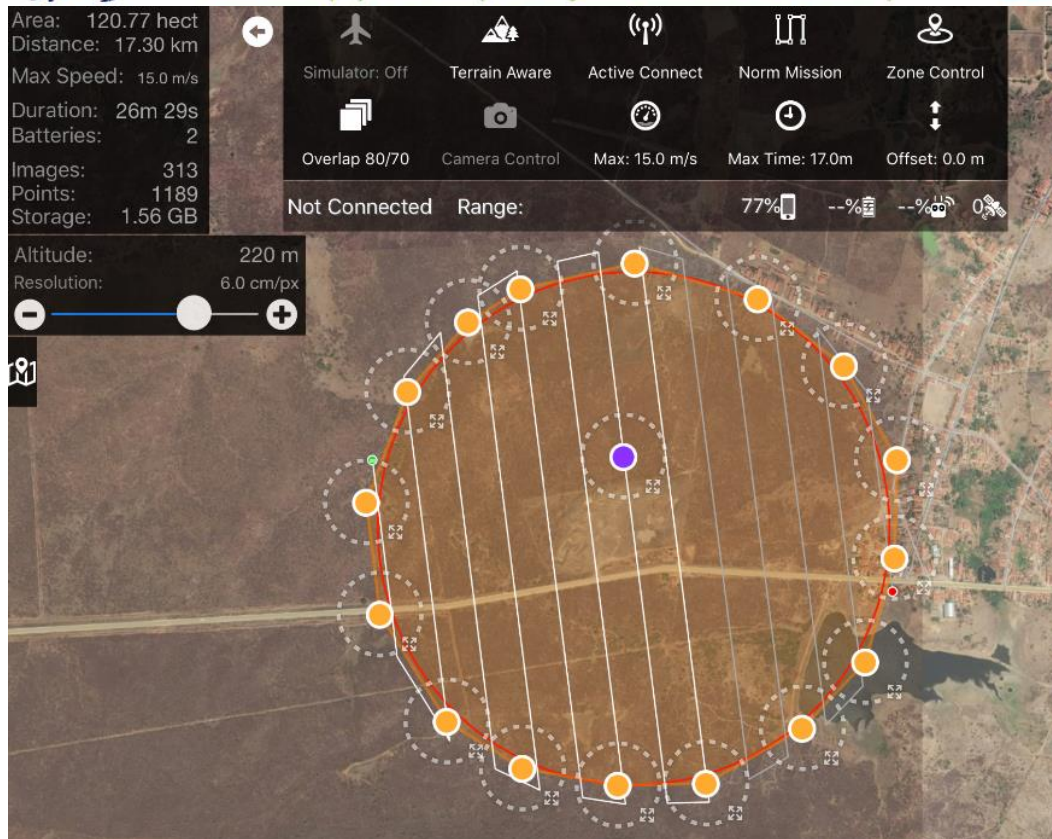 Area: 120.77 hect
Distance: 17.30 km
Max Speed: 15.0 m/s
Duration: 26m 29s
Batteries: 2
Images: 313
Points: 1189
Storage: 1.56 GB
Simulator: Off
Terrain Aware
Active Connect
Norm Mission
Zone Control
Overlap 80/70
Camera Control
Max: 15.0 m/s
Max Time: 17.0m
Offset: 0.0 m
Not Connected Range: 77% --% --% 0
Altitude: 220 m
Resolution: 6.0 cm/px